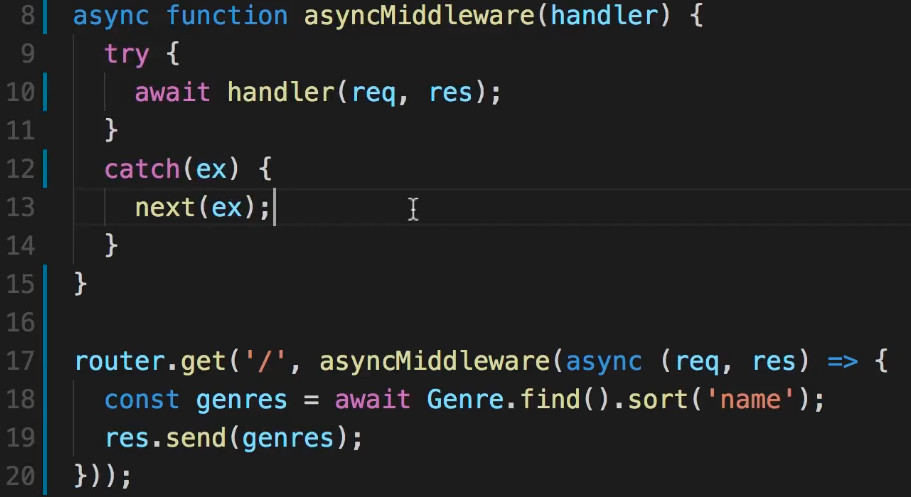 8 async function asyncMiddleware(handler) {
9 try {
10 await handler(req, res);
11 }
12 catch(ex) {
13 next(ex);
14 }
15 }
16
17 router.get('/', asyncMiddleware(async (req, res) => {
18 const genres = await Genre.find().sort('name');
19 res.send(genres);
20 }));